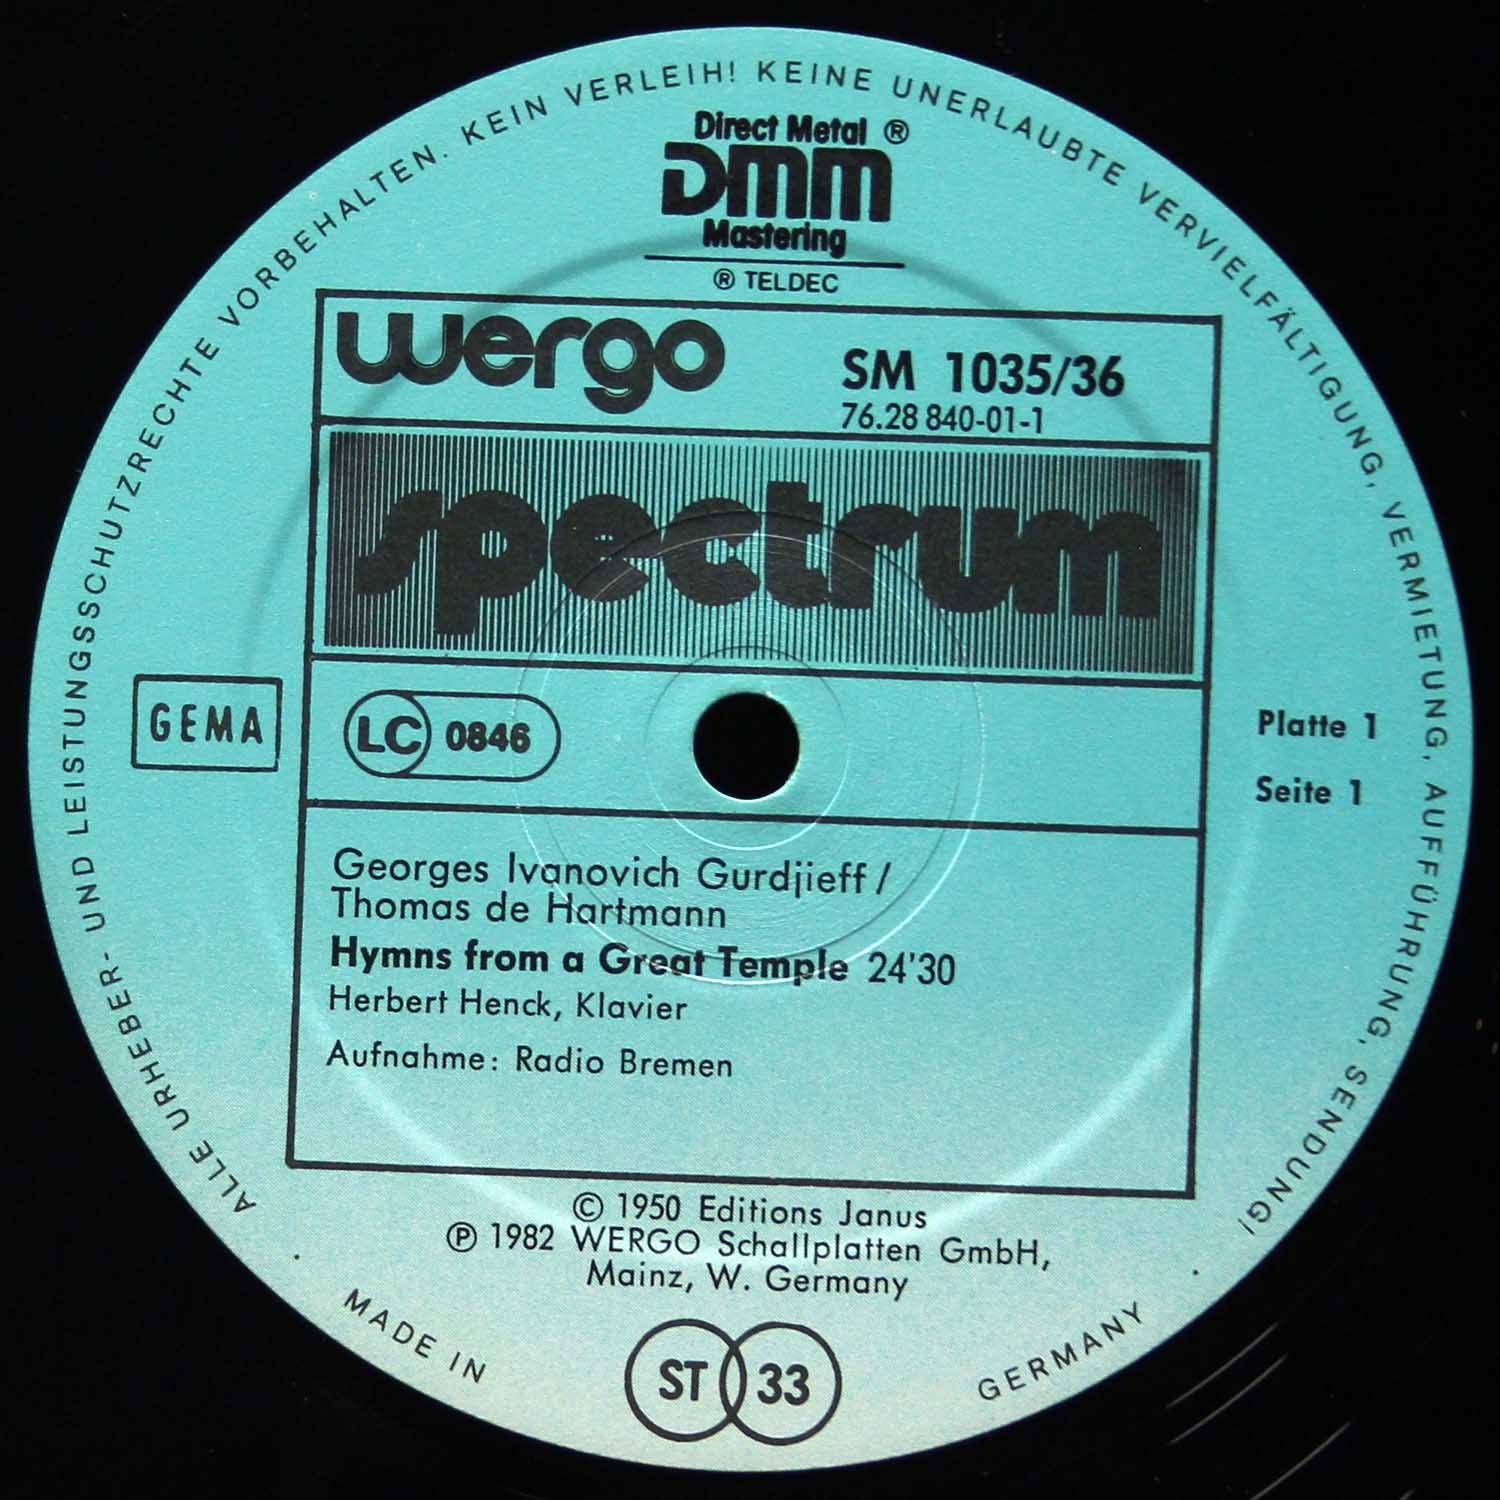 ALLE URHEBER- UND LEISTUNGSSCHUTZRECHTE VORBEHALTEN. KEIN VERLEIH! KEINE UNERLAUBTE VERVIELFÄLTIGUNG, VERMIETUNG, AUFFÜHRUNG, SENDUNG!
Direct Metal ®
DMM
Mastering
® TELDEC
wergo
SM 1035/36
76.28 840-01-1
spectrum
GEMA
LC 0846
Platte 1
Seite 1
Georges Ivanovich Gurdjieff /
Thomas de Hartmann
Hymns from a Great Temple 24'30
Herbert Henck, Klavier
Aufnahme: Radio Bremen
© 1950 Editions Janus
℗ 1982 WERGO Schallplatten GmbH,
Mainz, W. Germany
ST 33
MADE IN GERMANY